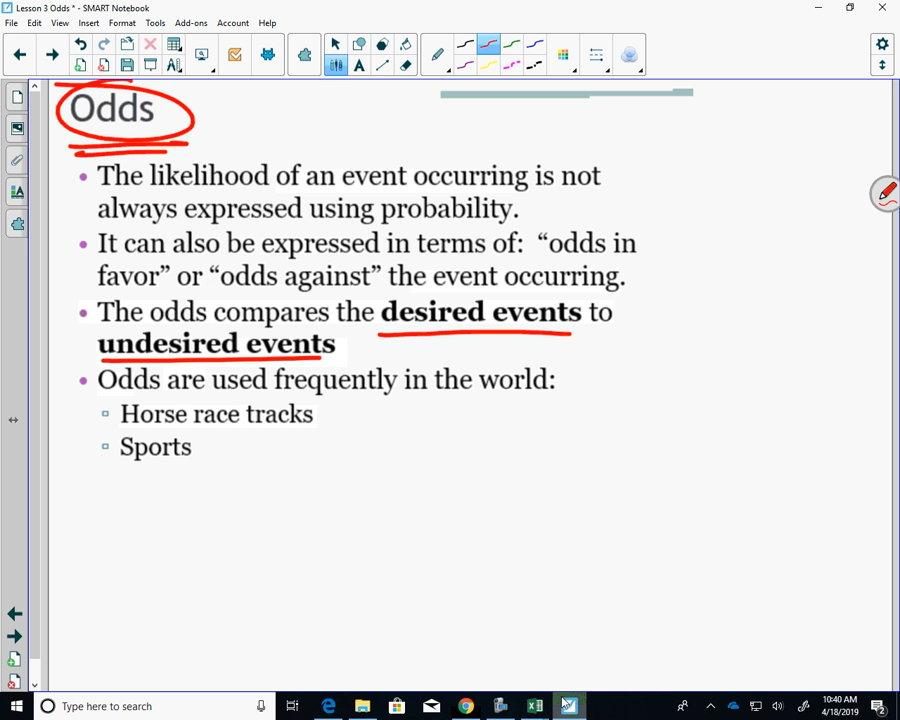 Lesson 3 Odds * - SMART Notebook
File Edit View Insert Format Tools Add-ons Account Help
Odds
• The likelihood of an event occurring is not
always expressed using probability.
• It can also be expressed in terms of: “odds in
favor” or “odds against” the event occurring.
• The odds compares the desired events to
undesired events
• Odds are used frequently in the world:
▫ Horse race tracks
▫ Sports
Type here to search
10:40 AM
4/18/2019
2